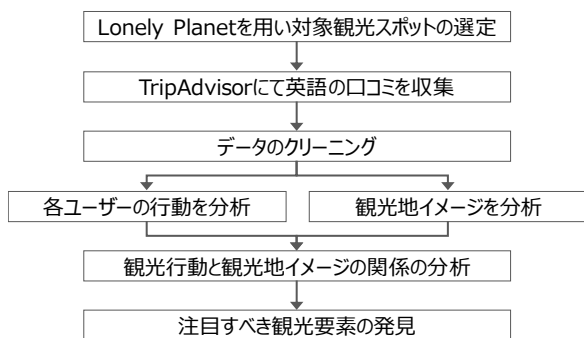 Lonely Planetを用い対象観光スポットの選定
TripAdvisorにて英語の口コミを収集
データのクリーニング
各ユーザーの行動を分析
観光地イメージを分析
観光行動と観光地イメージの関係の分析
注目すべき観光要素の発見